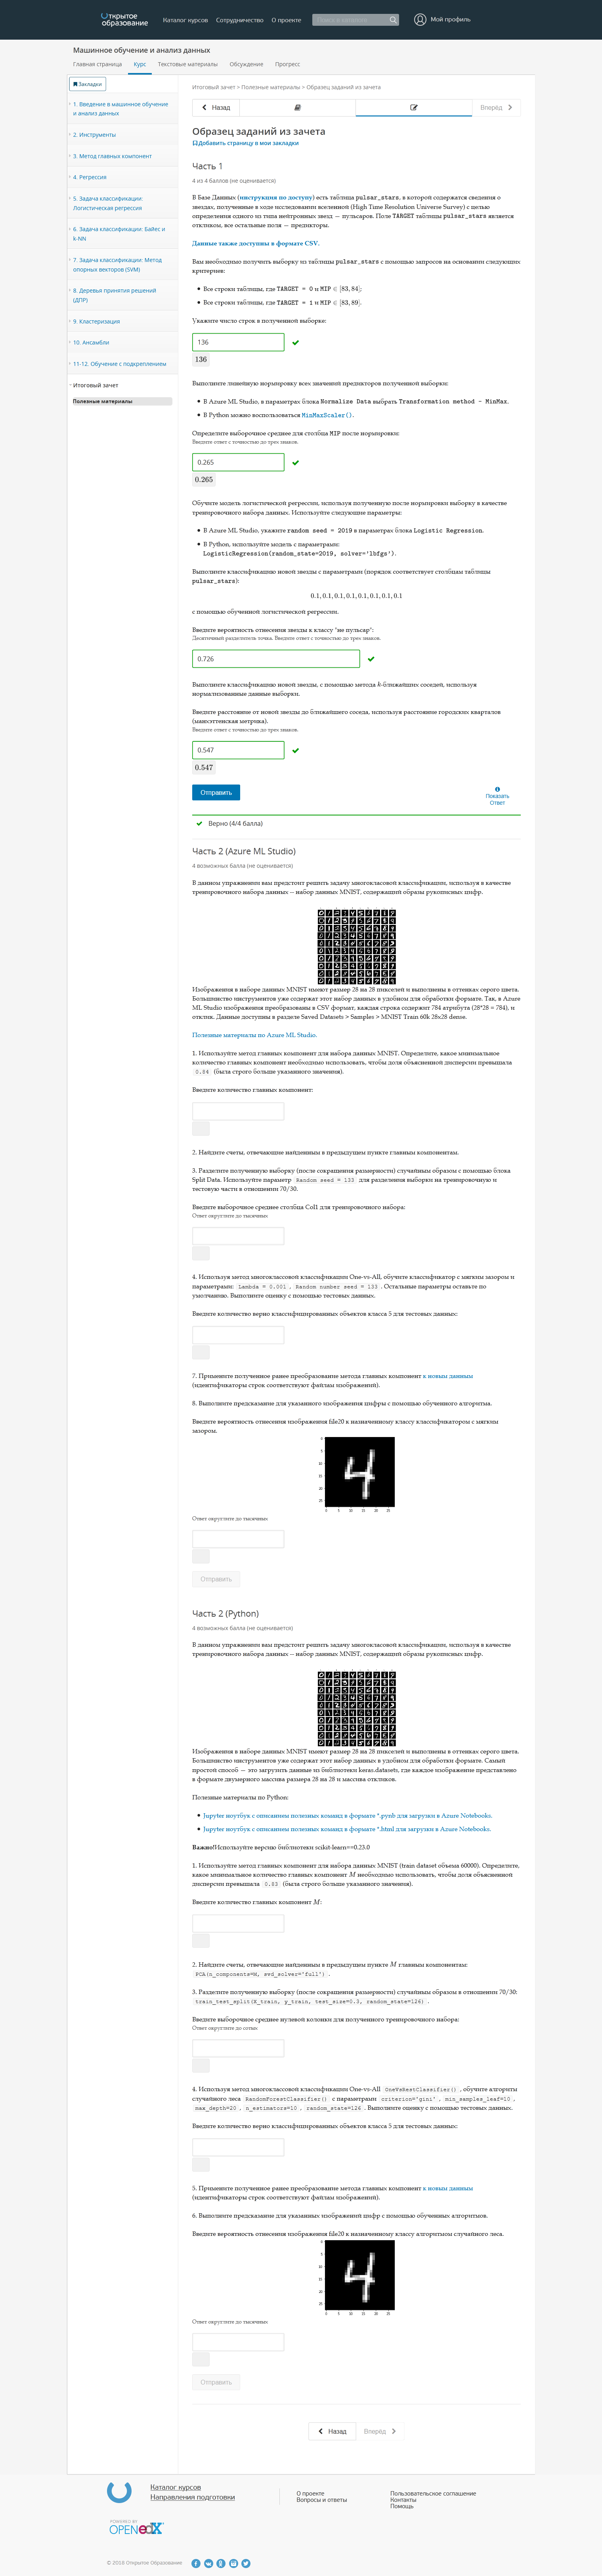 Открытое образование
Каталог курсов
Сотрудничество
О проекте
Поиск в каталоге
Мой профиль
Машинное обучение и анализ данных
Главная страница
Курс
Текстовые материалы
Обсуждение
Прогресс
Закладки
1. Введение в машинное обучение
и анализ данных
2. Инструменты
3. Метод главных компонент
4. Регрессия
5. Задача классификации.
Логистическая регрессия
6. Задача классификации: Байес и
k-NN
7. Задача классификации: Метод
опорных векторов (SVM)
8. Деревья принятия решений
(ДПР)
9. Кластеризация
10. Ансамбли
11-12. Обучение с подкреплением
Итоговый зачет
Полезные материалы
Итоговый зачет > Полезные материалы > Образец заданий из зачета
Назад
Вперёд
Образец заданий из зачета
Добавить страницу в мои закладки
Часть 1
4 из 4 баллов (не оценивается)
В Базе Данных (инструкция по доступу) есть таблица pulsar_stars, в которой содержатся сведения о
звездах, полученные в ходе исследования вселенной (High Time Resolution Universe Survey) с целью
определения одного из типа нейтронных звезд — пульсаров. Поле TARGET таблицы pulsar_stars является
откликом, все остальные поля — предикторы.
Данные также доступны в формате CSV.
Вам необходимо получить выборку из таблицы pulsar_stars с помощью запросов на основании следующих
критериев:
Все строки таблицы, где TARGET = 0 и MIP ∈ [83, 84];
Все строки таблицы, где TARGET = 1 и MIP ∈ [83, 89].
Укажите число строк в полученной выборке:
136
136
Выполните линейную нормировку всех значений предикторов полученной выборки:
В Azure ML Studio, в параметрах блока Normalize Data выбрать Transformation method - MinMax.
В Python можно воспользоваться MinMaxScaler().
Определите выборочное среднее для столбца MIP после нормировки:
Введите ответ с точностью до трех знаков.
0.265
0.265
Обучите модель логистической регрессии, используя полученную после нормировки выборку в качестве
тренировочного набора данных. Используйте следующие параметры:
В Azure ML Studio, укажите random seed = 2019 в параметрах блока Logistic Regression.
В Python, используйте модель с параметрами:
LogisticRegression(random_state=2019, solver='lbfgs').
Выполните классификацию новой звезды с параметрами (порядок соответствует столбцам таблицы
pulsar_stars):
0.1, 0.1, 0.1, 0.1, 0.1, 0.1, 0.1, 0.1
с помощью обученной логистической регрессии.
Введите вероятность отнесения звезды к классу "не пульсар":
Десятичный разделитель точка. Введите ответ с точностью до трех знаков.
0.726
Выполните классификацию новой звезды, с помощью метода k-ближайших соседей, используя
нормализованные данные выборки.
Введите расстояние от новой звезды до ближайшего соседа, используя расстояние городских кварталов
(манхэттенская метрика).
Введите ответ с точностью до трех знаков.
0.547
0.547
Отправить
Показать
Ответ
Верно (4/4 балла)
Часть 2 (Azure ML Studio)
4 возможных балла (не оценивается)
В данном упражнении вам предстоит решить задачу многоклассовой классификации, используя в качестве
тренировочного набора данных — набор данных MNIST, содержащий образы рукописных цифр.
Изображения в наборе данных MNIST имеют размер 28 на 28 пикселей и выполнены в оттенках серого цвета.
Большинство инструментов уже содержат этот набор данных в удобном для обработки формате. Так, в Azure
ML Studio изображения преобразованы в CSV формат, каждая строка содержит 784 атрибута (28*28 = 784), и
отклик. Данные доступны в разделе Saved Datasets > Samples > MNIST Train 60k 28x28 dense.
Полезные материалы по Azure ML Studio.
1. Используйте метод главных компонент для набора данных MNIST. Определите, какое минимальное
количество главных компонент необходимо использовать, чтобы доля объясненной дисперсии превышала
0.84 (была строго больше указанного значения).
Введите количество главных компонент:
2. Найдите счеты, отвечающие найденным в предыдущем пункте главным компонентам.
3. Разделите полученную выборку (после сокращения размерности) случайным образом с помощью блока
Split Data. Используйте параметр Random seed = 133 для разделения выборки на тренировочную и
тестовую части в отношении 70/30.
Введите выборочное среднее столбца Col1 для тренировочного набора:
Ответ округлите до тысячных
4. Используя метод многоклассовой классификации One-vs-All, обучите классификатор с мягким зазором и
параметрами: Lambda = 0.001 , Random number seed = 133 . Остальные параметры оставьте по
умолчанию. Выполните оценку с помощью тестовых данных.
Введите количество верно классифицированных объектов класса 5 для тестовых данных:
7. Примените полученное ранее преобразование метода главных компонент к новым данным
(идентификаторы строк соответствуют файлам изображений).
8. Выполните предсказание для указанного изображения цифры с помощью обученного алгоритма.
Введите вероятность отнесения изображения file20 к назначенному классу классификатором с мягким
зазором.
0
5
10
15
20
25
0 5 10 15 20 25
Ответ округлите до тысячных
Отправить
Часть 2 (Python)
4 возможных балла (не оценивается)
В данном упражнении вам предстоит решить задачу многоклассовой классификации, используя в качестве
тренировочного набора данных — набор данных MNIST, содержащий образы рукописных цифр.
Изображения в наборе данных MNIST имеют размер 28 на 28 пикселей и выполнены в оттенках серого цвета.
Большинство инструментов уже содержат этот набор данных в удобном для обработки формате. Самый
простой способ — это загрузить данные из библиотеки keras.datasets, где каждое изображение представлено
в формате двумерного массива размера 28 на 28 и массива откликов.
Полезные материалы по Python:
Jupyter ноутбук с описанием полезных команд в формате *.pynb для загрузки в Azure Notebooks.
Jupyter ноутбук с описанием полезных команд в формате *.html для загрузки в Azure Notebooks.
Важно!Используйте версию библиотеки scikit-learn==0.23.0
1. Используйте метод главных компонент для набора данных MNIST (train dataset объема 60000). Определите,
какое минимальное количество главных компонент M необходимо использовать, чтобы доля объясненной
дисперсии превышала 0.83 (была строго больше указанного значения).
Введите количество главных компонент M:
2. Найдите счеты, отвечающие найденным в предыдущем пункте M главным компонентам:
PCA(n_components=M, svd_solver='full') .
3. Разделите полученную выборку (после сокращения размерности) случайным образом в отношении 70/30:
train_test_split(X_train, y_train, test_size=0.3, random_state=126) .
Введите выборочное среднее нулевой колонки для полученного тренировочного набора:
Ответ округлите до сотых
4. Используя метод многоклассовой классификации One-vs-All OneVsRestClassifier() , обучите алгоритм
случайного леса RandomForestClassifier() с параметрами criterion='gini' , min_samples_leaf=10 ,
max_depth=20 , n_estimators=10 , random_state=126 . Выполните оценку с помощью тестовых данных.
Введите количество верно классифицированных объектов класса 5 для тестовых данных:
5. Примените полученное ранее преобразование метода главных компонент к новым данным
(идентификаторы строк соответствуют файлам изображений).
6. Выполните предсказание для указанных изображений цифр с помощью обученных алгоритмов.
Введите вероятность отнесения изображения file20 к назначенному классу алгоритмом случайного леса.
0
5
10
15
20
25
0 5 10 15 20 25
Ответ округлите до тысячных
Отправить
Назад
Вперёд
Каталог курсов
Направления подготовки
О проекте
Вопросы и ответы
Пользовательское соглашение
Контакты
Помощь
POWERED BY
OPEN edX
© 2018 Открытое Образование